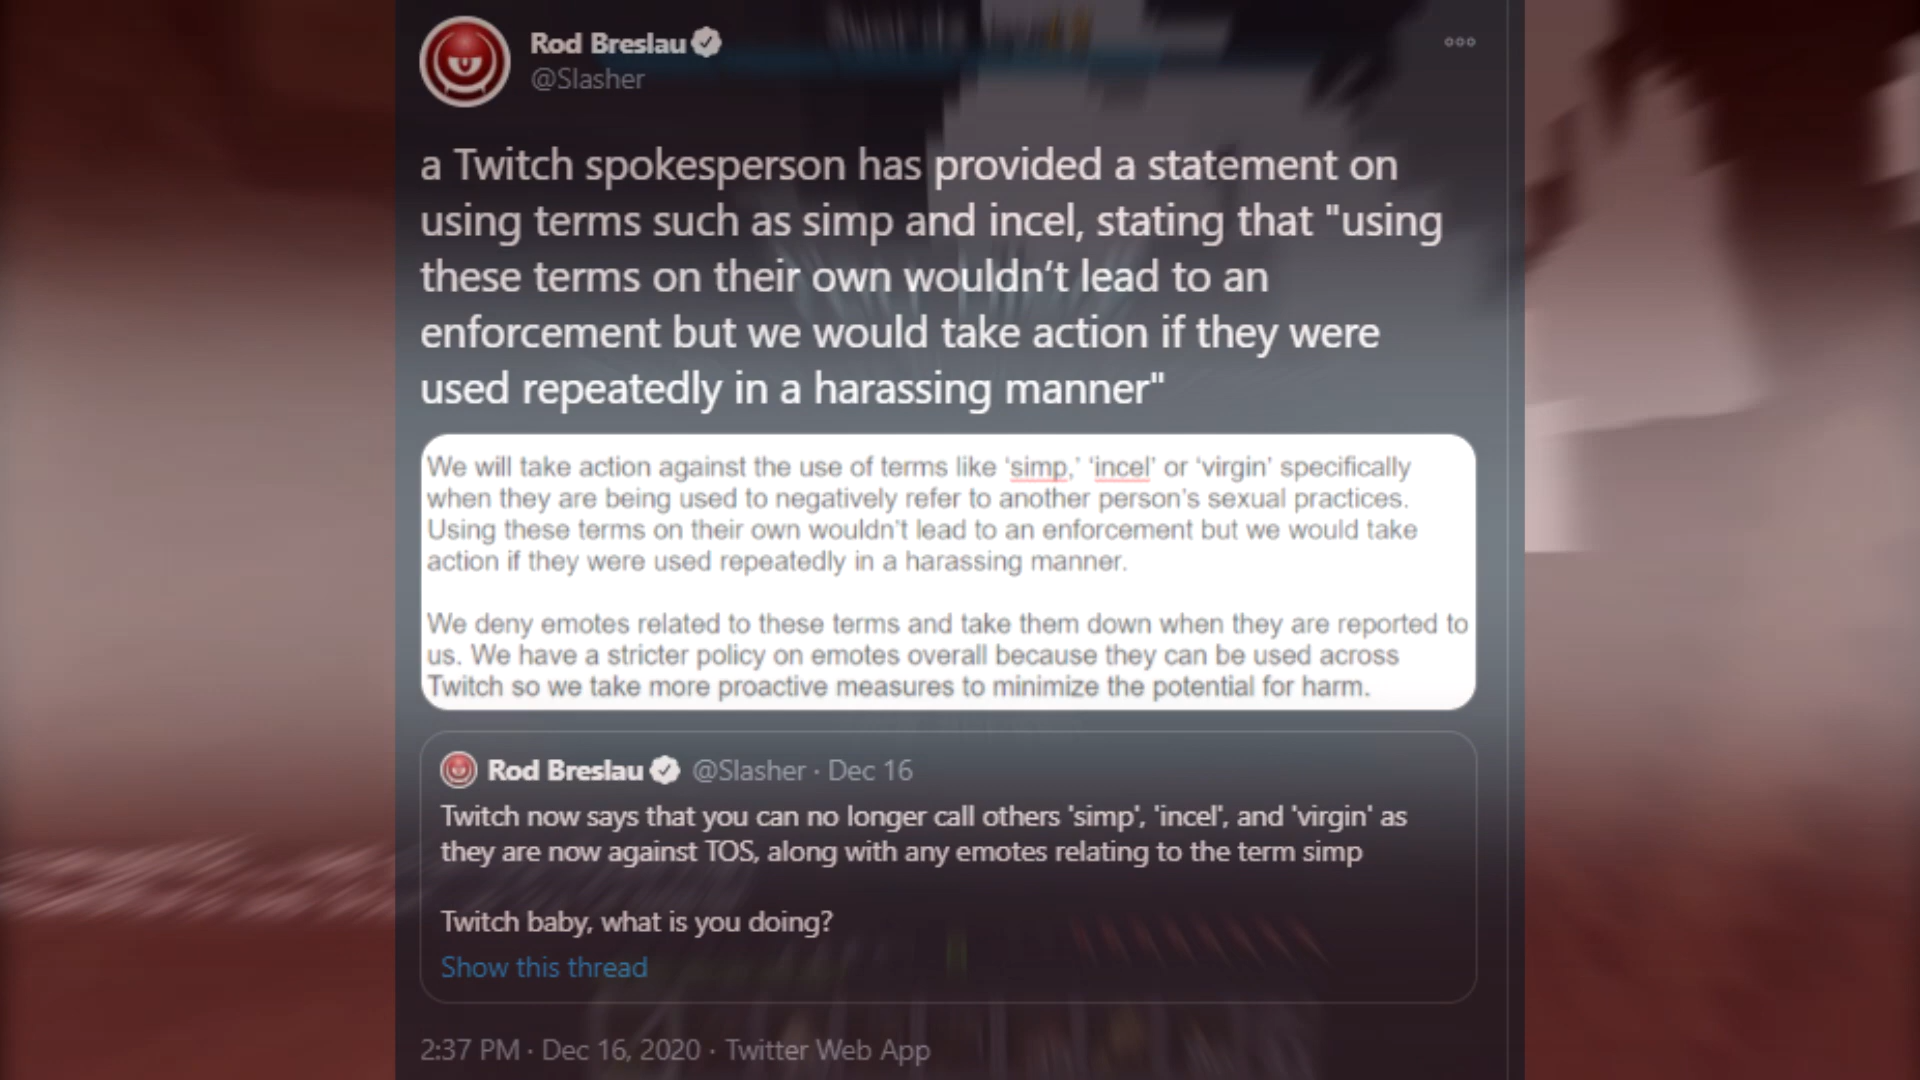 Rod Breslau
@Slasher
a Twitch spokesperson has provided a statement on
using terms such as simp and incel, stating that "using
these terms on their own wouldn’t lead to an
enforcement but we would take action if they were
used repeatedly in a harassing manner"
We will take action against the use of terms like ‘simp,’ ‘incel’ or ‘virgin’ specifically
when they are being used to negatively refer to another person’s sexual practices.
Using these terms on their own wouldn’t lead to an enforcement but we would take
action if they were used repeatedly in a harassing manner.
We deny emotes related to these terms and take them down when they are reported to
us. We have a stricter policy on emotes overall because they can be used across
Twitch so we take more proactive measures to minimize the potential for harm.
Rod Breslau @Slasher · Dec 16
Twitch now says that you can no longer call others 'simp', 'incel', and 'virgin' as
they are now against TOS, along with any emotes relating to the term simp
Twitch baby, what is you doing?
Show this thread
2:37 PM · Dec 16, 2020 · Twitter Web App